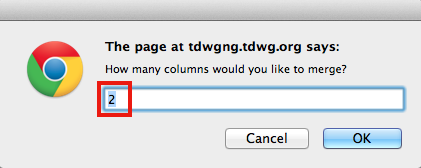 The page at tdwgng.tdwg.org says:
How many columns would you like to merge?
2
Cancel OK